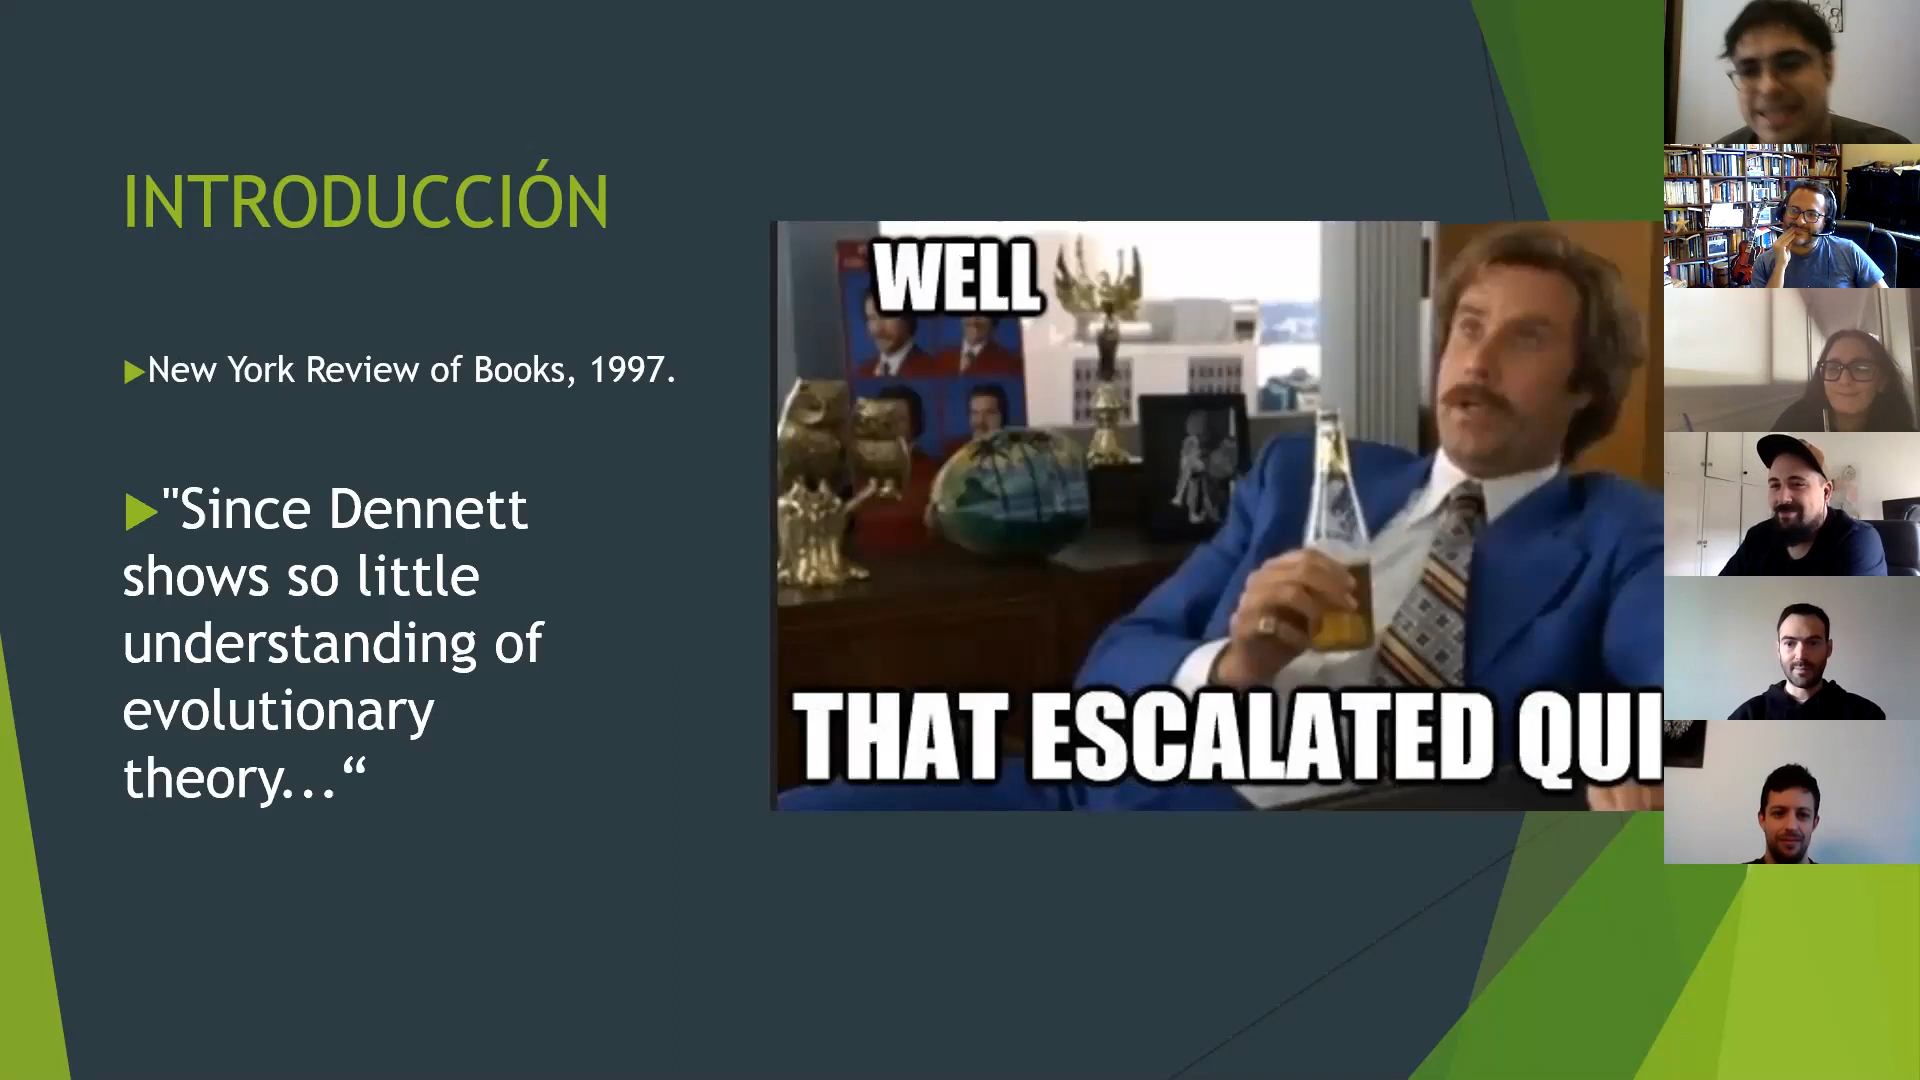 INTRODUCCIÓN
New York Review of Books, 1997.
"Since Dennett
shows so little
understanding of
evolutionary
theory...“
WELL
THAT ESCALATED QUI